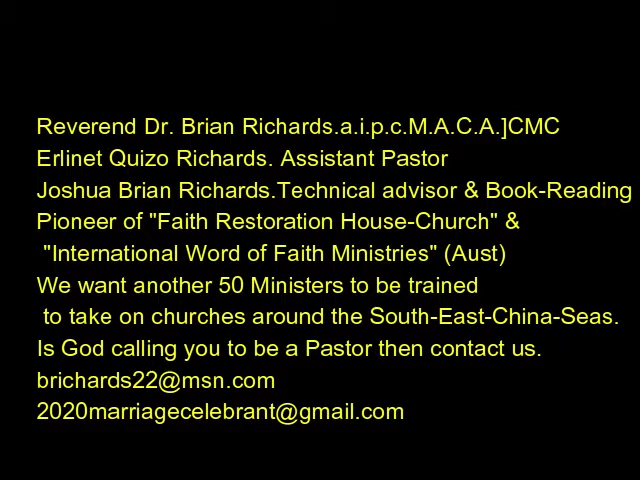 Reverend Dr. Brian Richards.a.i.p.c.M.A.C.A.]CMC
Erlinet Quizo Richards. Assistant Pastor
Joshua Brian Richards.Technical advisor & Book-Reading
Pioneer of "Faith Restoration House-Church" &
"International Word of Faith Ministries" (Aust)
We want another 50 Ministers to be trained
to take on churches around the South-East-China-Seas.
Is God calling you to be a Pastor then contact us.
brichards22@msn.com
2020marriagecelebrant@gmail.com